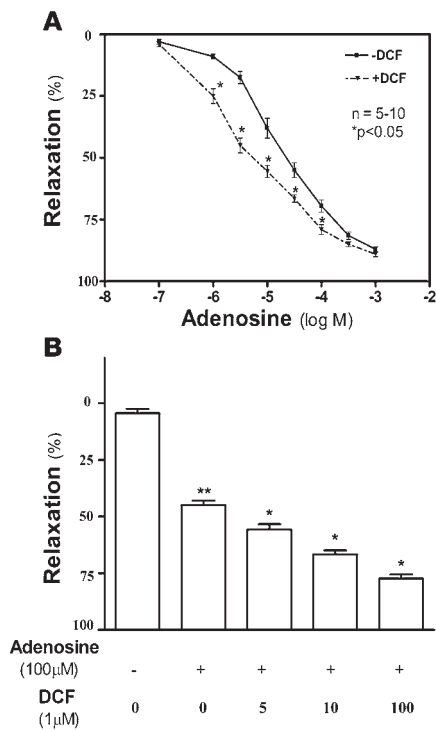 A
0
25
50
75
100
Relaxation (%)
-DCF
+DCF
n = 5-10
*p<0.05
*
*
*
*
*
-8 -7 -6 -5 -4 -3 -2
Adenosine (log M)
B
0
25
50
75
100
Relaxation (%)
**
*
*
*
Adenosine
(100μM) - + + + +
DCF
(1μM) 0 0 5 10 100